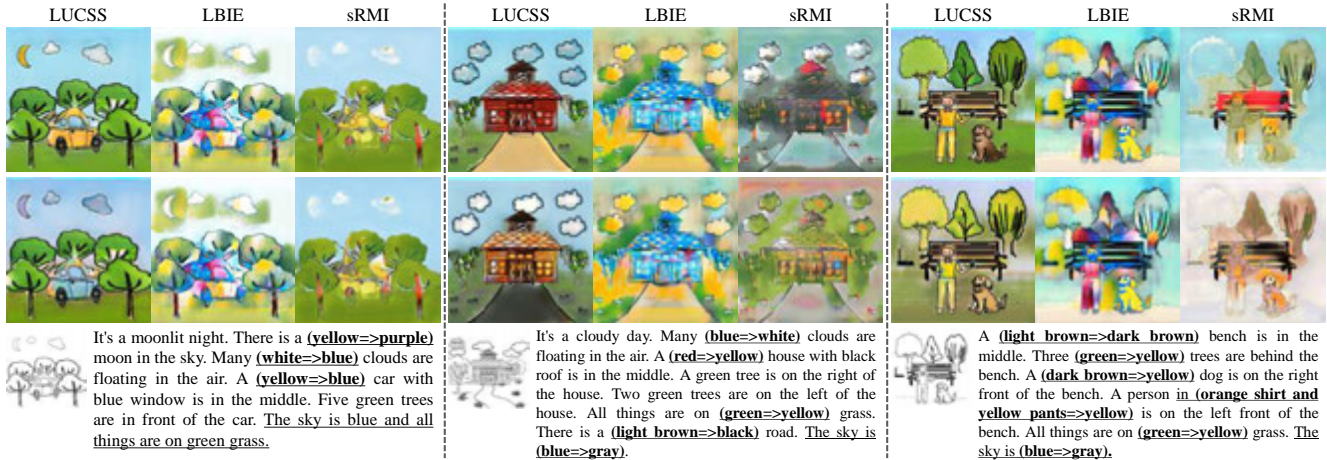 LUCSS LBIE sRMI
LUCSS LBIE sRMI
LUCSS LBIE sRMI
It's a moonlit night. There is a (yellow=>purple)
moon in the sky. Many (white=>blue) clouds are
floating in the air. A (yellow=>blue) car with
blue window is in the middle. Five green trees
are in front of the car. The sky is blue and all
things are on green grass.
It's a cloudy day. Many (blue=>white) clouds are
floating in the air. A (red=>yellow) house with black
roof is in the middle. A green tree is on the right of
the house. Two green trees are on the left of the
house. All things are on (green=>yellow) grass.
There is a (light brown=>black) road. The sky is
(blue=>gray).
A (light brown=>dark brown) bench is in the
middle. Three (green=>yellow) trees are behind the
bench. A (dark brown=>yellow) dog is on the right
front of the bench. A person in (orange shirt and
yellow pants=>yellow) is on the left front of the
bench. All things are on (green=>yellow) grass. The
sky is (blue=>gray).